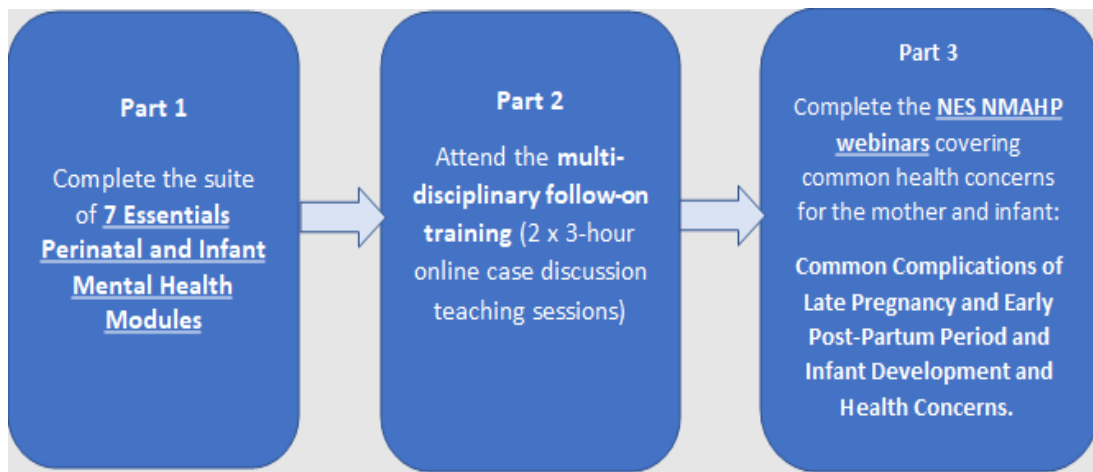 Part 1
Complete the suite
of 7 Essentials
Perinatal and Infant
Mental Health
Modules
Part 2
Attend the multi-
disciplinary follow-on
training (2 x 3-hour
online case discussion
teaching sessions)
Part 3
Complete the NES NMAHP
webinars covering
common health concerns
for the mother and infant:
Common Complications of
Late Pregnancy and Early
Post-Partum Period and
Infant Development and
Health Concerns.